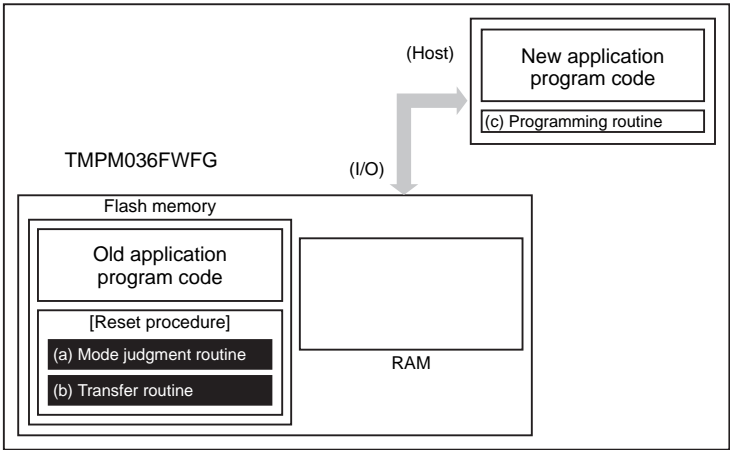 (Host)
New application
program code
(c) Programming routine
TMPM036FWFG
(I/O)
Flash memory
Old application
program code
[Reset procedure]
(a) Mode judgment routine
(b) Transfer routine
RAM